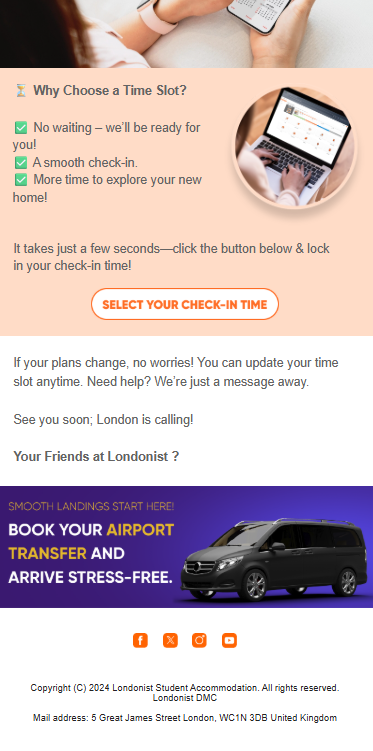 ⏳ Why Choose a Time Slot?
✅ No waiting – we'll be ready for
you!
✅ A smooth check-in.
✅ More time to explore your new
home!
It takes just a few seconds—click the button below & lock
in your check-in time!
SELECT YOUR CHECK-IN TIME
If your plans change, no worries! You can update your time
slot anytime. Need help? We're just a message away.
See you soon; London is calling!
Your Friends at Londonist ?
SMOOTH LANDINGS START HERE!
BOOK YOUR AIRPORT
TRANSFER AND
ARRIVE STRESS-FREE.
Copyright (C) 2024 Londonist Student Accommodation. All rights reserved.
Londonist DMC
Mail address: 5 Great James Street London, WC1N 3DB United Kingdom